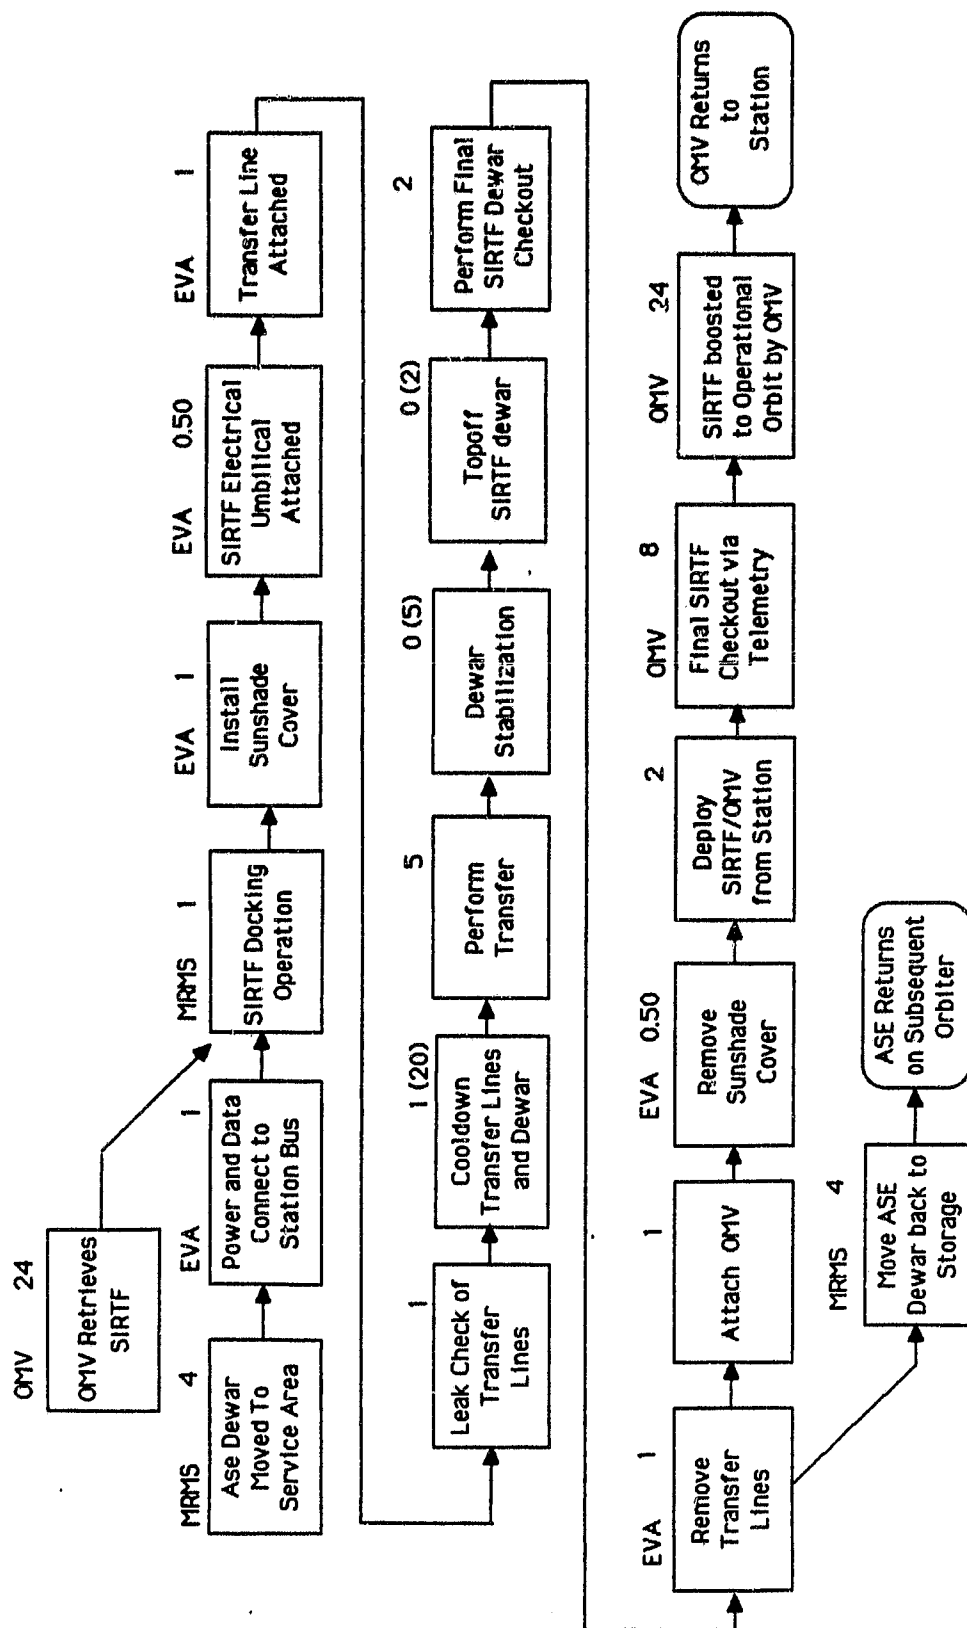 OMV 24
OMV Retrieves
SIRTF
MRMS 4
Ase Dewar
Moved To
Service Area
EVA 1
Power and Data
Connect to
Station Bus
MRMS 1
SIRTF Docking
Operation
EVA 1
Install
Sunshade
Cover
EVA 0.50
SIRTF Electrical
Umbilical
Attached
EVA 1
Transfer Line
Attached
1
Leak Check of
Transfer
Lines
1 (20)
Cooldown
Transfer Lines
and Dewar
5
Perform
Transfer
0 (5)
Dewar
Stabilization
0 (2)
Topoff
SIRTF dewar
2
Perform Final
SIRTF Dewar
Checkout
EVA 1
Remove
Transfer
Lines
1
Attach OMV
EVA 0.50
Remove
Sunshade
Cover
2
Deploy
SIRTF/OMV
from Station
OMV 8
Final SIRTF
Checkout via
Telemetry
OMV 24
SIRTF boosted
to Operational
Orbit by OMV
OMV Returns
to
Station
MRMS 4
Move ASE
Dewar back to
Storage
ASE Returns
on Subsequent
Orbiter